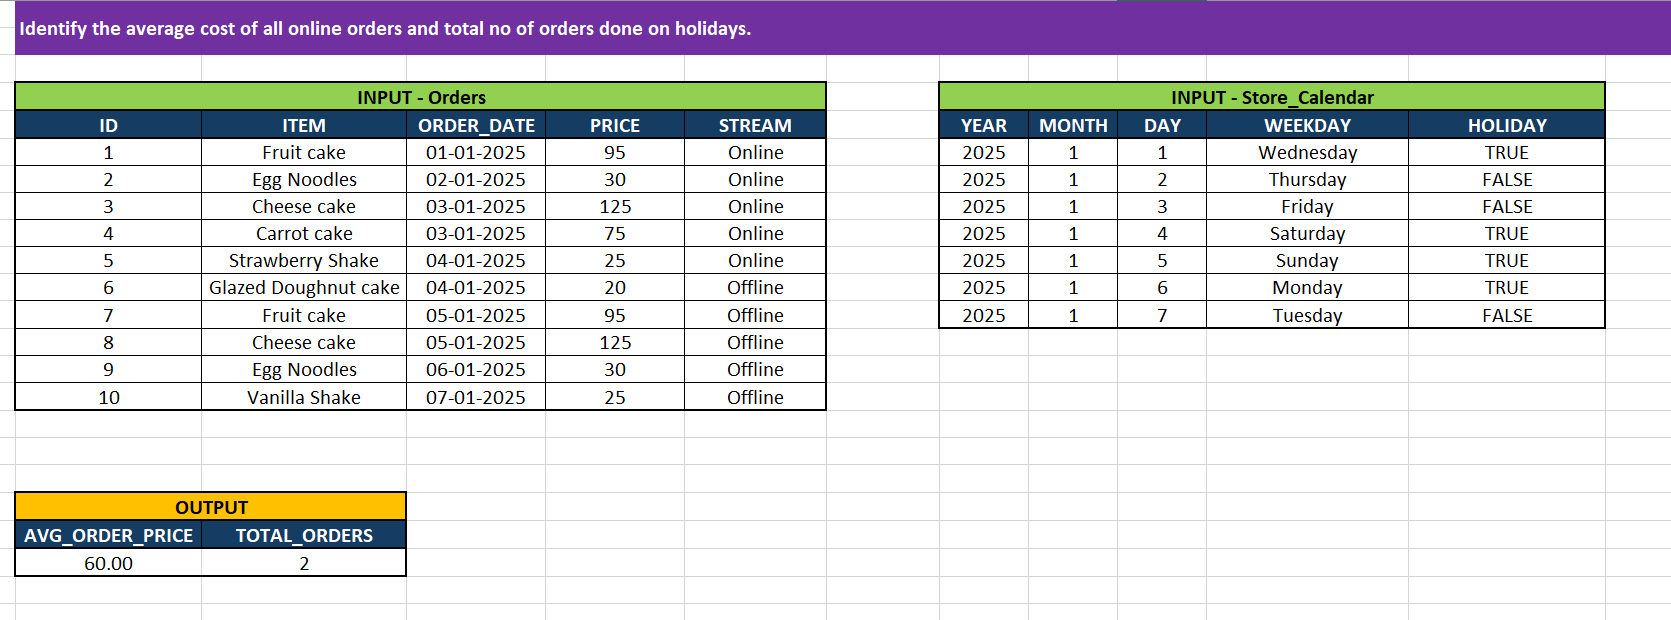 Identify the average cost of all online orders and total no of orders done on holidays.
INPUT - Orders
ID ITEM ORDER_DATE PRICE STREAM
1 Fruit cake 01-01-2025 95 Online
2 Egg Noodles 02-01-2025 30 Online
3 Cheese cake 03-01-2025 125 Online
4 Carrot cake 03-01-2025 75 Online
5 Strawberry Shake 04-01-2025 25 Online
6 Glazed Doughnut cake 04-01-2025 20 Offline
7 Fruit cake 05-01-2025 95 Offline
8 Cheese cake 05-01-2025 125 Offline
9 Egg Noodles 06-01-2025 30 Offline
10 Vanilla Shake 07-01-2025 25 Offline
INPUT - Store_Calendar
YEAR MONTH DAY WEEKDAY HOLIDAY
2025 1 1 Wednesday TRUE
2025 1 2 Thursday FALSE
2025 1 3 Friday FALSE
2025 1 4 Saturday TRUE
2025 1 5 Sunday TRUE
2025 1 6 Monday TRUE
2025 1 7 Tuesday FALSE
OUTPUT
AVG_ORDER_PRICE TOTAL_ORDERS
60.00 2